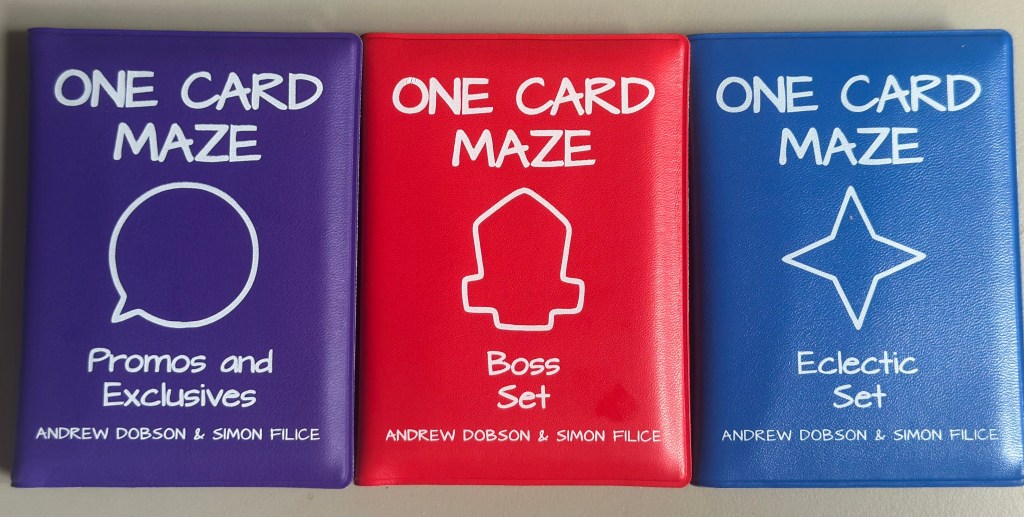 ONE CARD
MAZE
Promos and
Exclusives
ANDREW DOBSON & SIMON FILICE
ONE CARD
MAZE
Boss
Set
ANDREW DOBSON & SIMON FILICE
ONE CARD
MAZE
Eclectic
Set
ANDREW DOBSON & SIMON FILICE